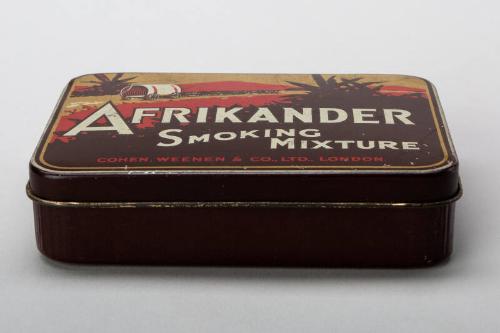 AFRIKANDER
SMOKING
MIXTURE
COHEN, WEENEN & CO., LTD., LONDON